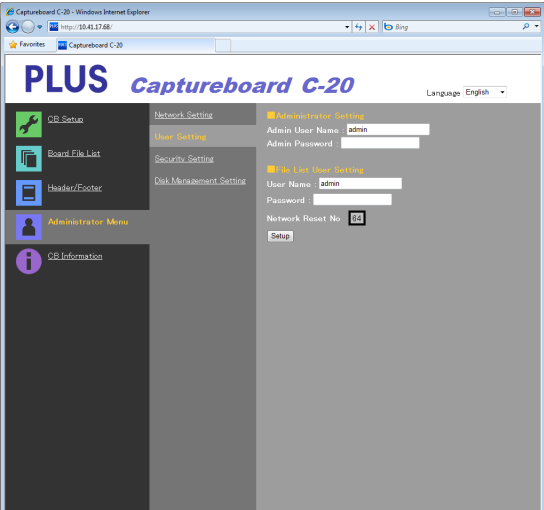 Captureboard C-20 - Windows Internet Explorer
http://10.41.17.68/
Bing
Favorites
Captureboard C-20
PLUS Captureboard C-20
Language English
CB Setup
Board File List
Header/Footer
Administrator Menu
CB Information
Network Setting
User Setting
Security Setting
Disk Management Setting
Administrator Setting
Admin User Name : admin
Admin Password :
File List User Setting
User Name : admin
Password :
Network Reset No 64
Setup